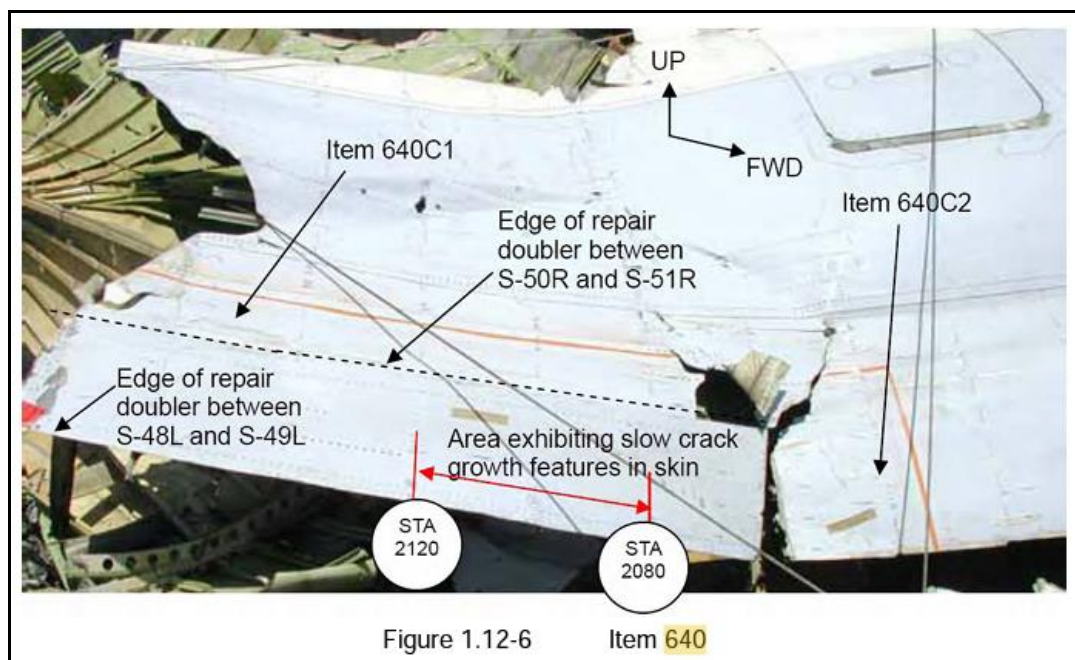 UP
FWD
Item 640C1
Item 640C2
Edge of repair
doubler between
S-50R and S-51R
Edge of repair
doubler between
S-48L and S-49L
Area exhibiting slow crack
growth features in skin
STA
2120
STA
2080
Figure 1.12-6 Item 640